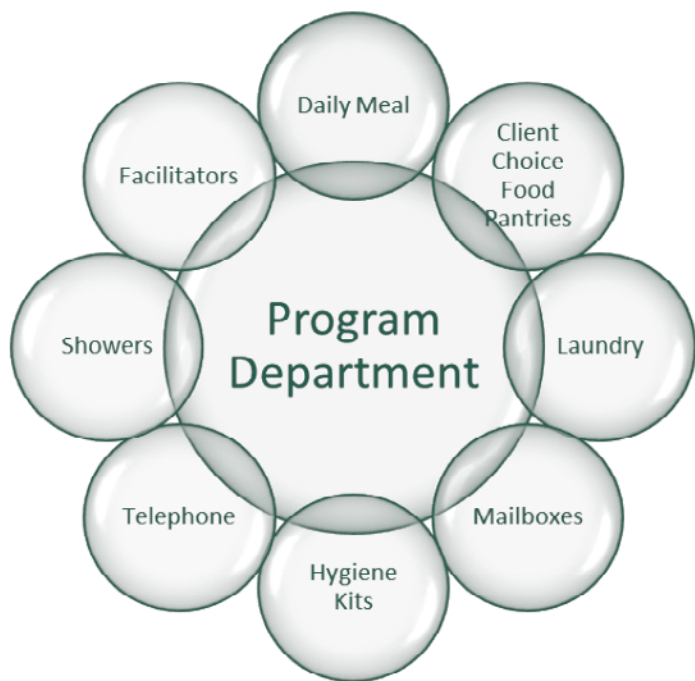 Daily Meal
Client
Choice
Food
Pantries
Facilitators
Program
Department
Showers
Laundry
Telephone
Mailboxes
Hygiene
Kits